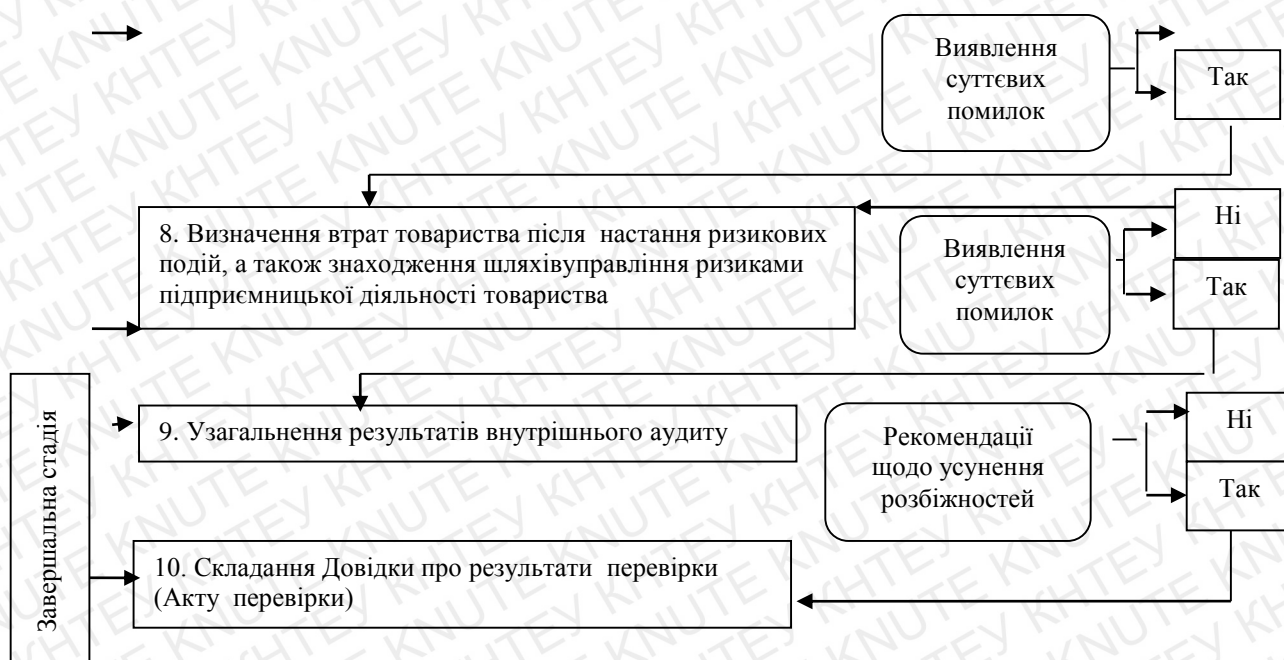 Виявлення
суттєвих
помилок
Так
8. Визначення втрат товариства після настання ризикових
подій, а також знаходження шляхівуправління ризиками
підприємницької діяльності товариства
Виявлення
суттєвих
помилок
Ні
Так
Завершальна стадія
9. Узагальнення результатів внутрішнього аудиту
Рекомендації
щодо усунення
розбіжностей
Ні
Так
10. Складання Довідки про результати перевірки
(Акту перевірки)